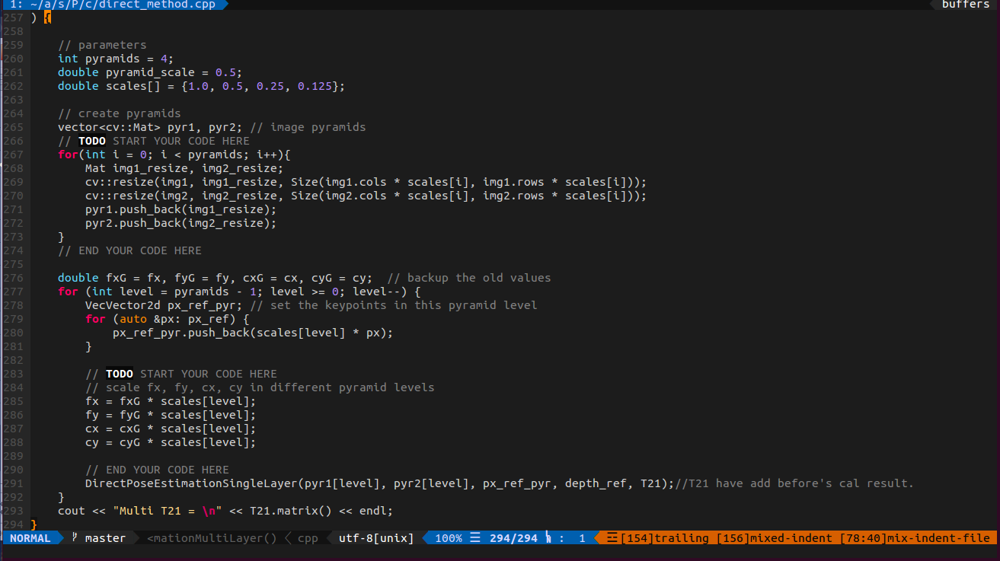 1: ~/a/s/P/c/direct_method.cpp buffers
257 ) {
258
259     // parameters
260     int pyramids = 4;
261     double pyramid_scale = 0.5;
262     double scales[] = {1.0, 0.5, 0.25, 0.125};
263
264     // create pyramids
265     vector<cv::Mat> pyr1, pyr2; // image pyramids
266     // TODO START YOUR CODE HERE
267     for(int i = 0; i < pyramids; i++){
268         Mat img1_resize, img2_resize;
269         cv::resize(img1, img1_resize, Size(img1.cols * scales[i], img1.rows * scales[i]));
270         cv::resize(img2, img2_resize, Size(img2.cols * scales[i], img2.rows * scales[i]));
271         pyr1.push_back(img1_resize);
272         pyr2.push_back(img2_resize);
273     }
274     // END YOUR CODE HERE
275
276     double fxG = fx, fyG = fy, cxG = cx, cyG = cy;  // backup the old values
277     for (int level = pyramids - 1; level >= 0; level--) {
278         VecVector2d px_ref_pyr; // set the keypoints in this pyramid level
279         for (auto &px: px_ref) {
280             px_ref_pyr.push_back(scales[level] * px);
281         }
282
283         // TODO START YOUR CODE HERE
284         // scale fx, fy, cx, cy in different pyramid levels
285         fx = fxG * scales[level];
286         fy = fyG * scales[level];
287         cx = cxG * scales[level];
288         cy = cyG * scales[level];
289
290         // END YOUR CODE HERE
291         DirectPoseEstimationSingleLayer(pyr1[level], pyr2[level], px_ref_pyr, depth_ref, T21);//T21 have add before's cal result.
292     }
293     cout << "Multi T21 = \n" << T21.matrix() << endl;
294 }
NORMAL master <mationMultiLayer() < cpp utf-8[unix] 100% ☰ 294/294 : 1 ☲[154]trailing [156]mixed-indent [78:40]mix-indent-file